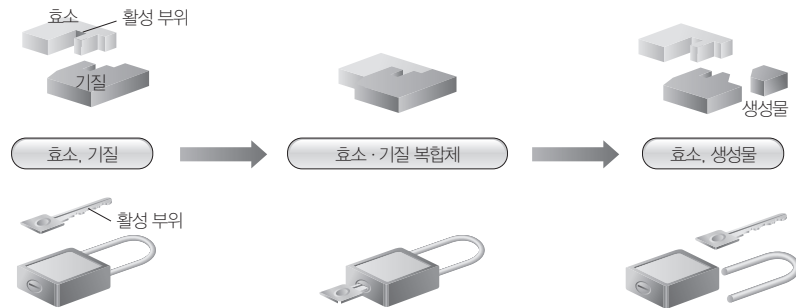 효소
활성 부위
기질
생성물
효소, 기질
효소·기질 복합체
효소, 생성물
활성 부위